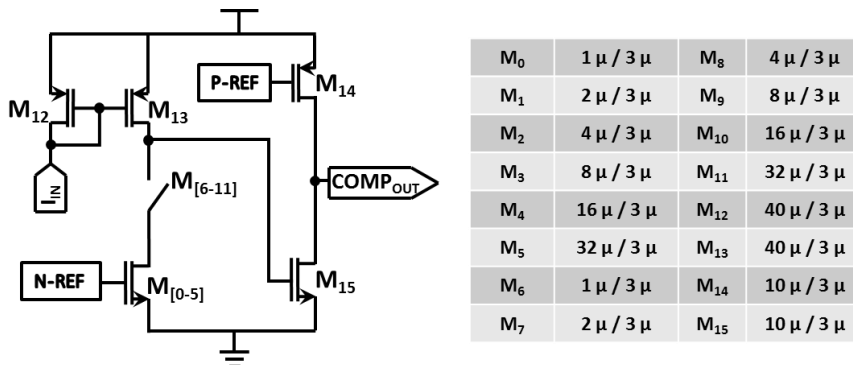 P-REF
M14
M12
M13
IIN
M[6-11]
COMPOUT
N-REF
M[0-5]
M15
M0 1 µ / 3 µ M8 4 µ / 3 µ
M1 2 µ / 3 µ M9 8 µ / 3 µ
M2 4 µ / 3 µ M10 16 µ / 3 µ
M3 8 µ / 3 µ M11 32 µ / 3 µ
M4 16 µ / 3 µ M12 40 µ / 3 µ
M5 32 µ / 3 µ M13 40 µ / 3 µ
M6 1 µ / 3 µ M14 10 µ / 3 µ
M7 2 µ / 3 µ M15 10 µ / 3 µ